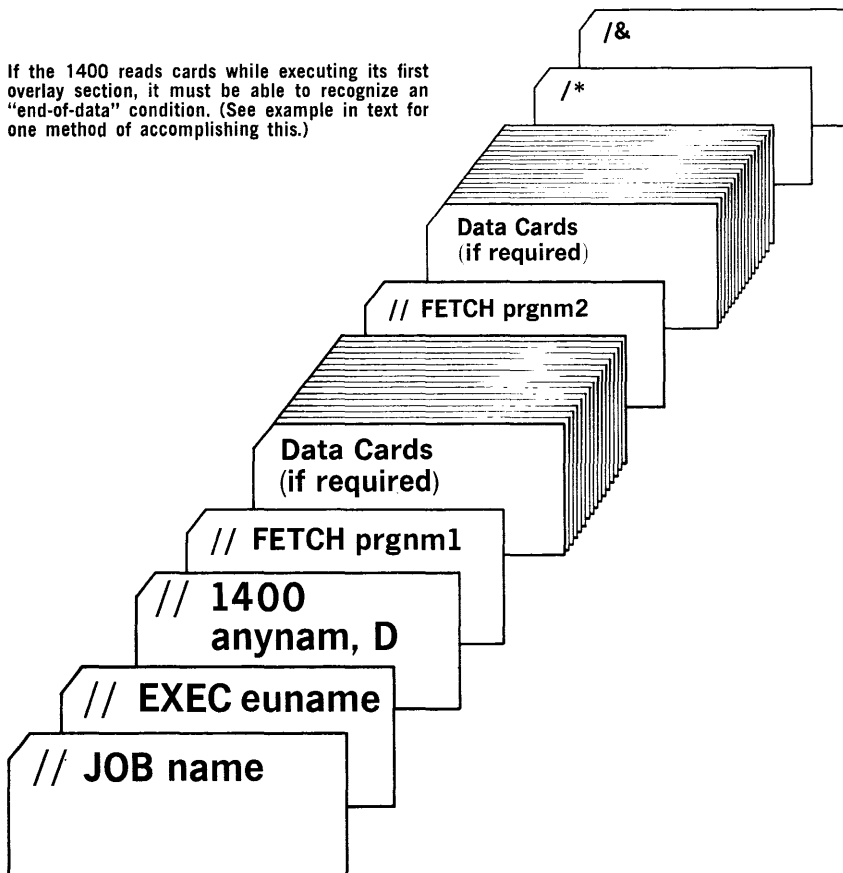 /&
If the 1400 reads cards while executing its first
overlay section, it must be able to recognize an
“end-of-data” condition. (See example in text for
one method of accomplishing this.)
/*
Data Cards
(if required)
// FETCH prgnm2
Data Cards
(if required)
// FETCH prgnm1
// 1400
anynam, D
// EXEC euname
// JOB name